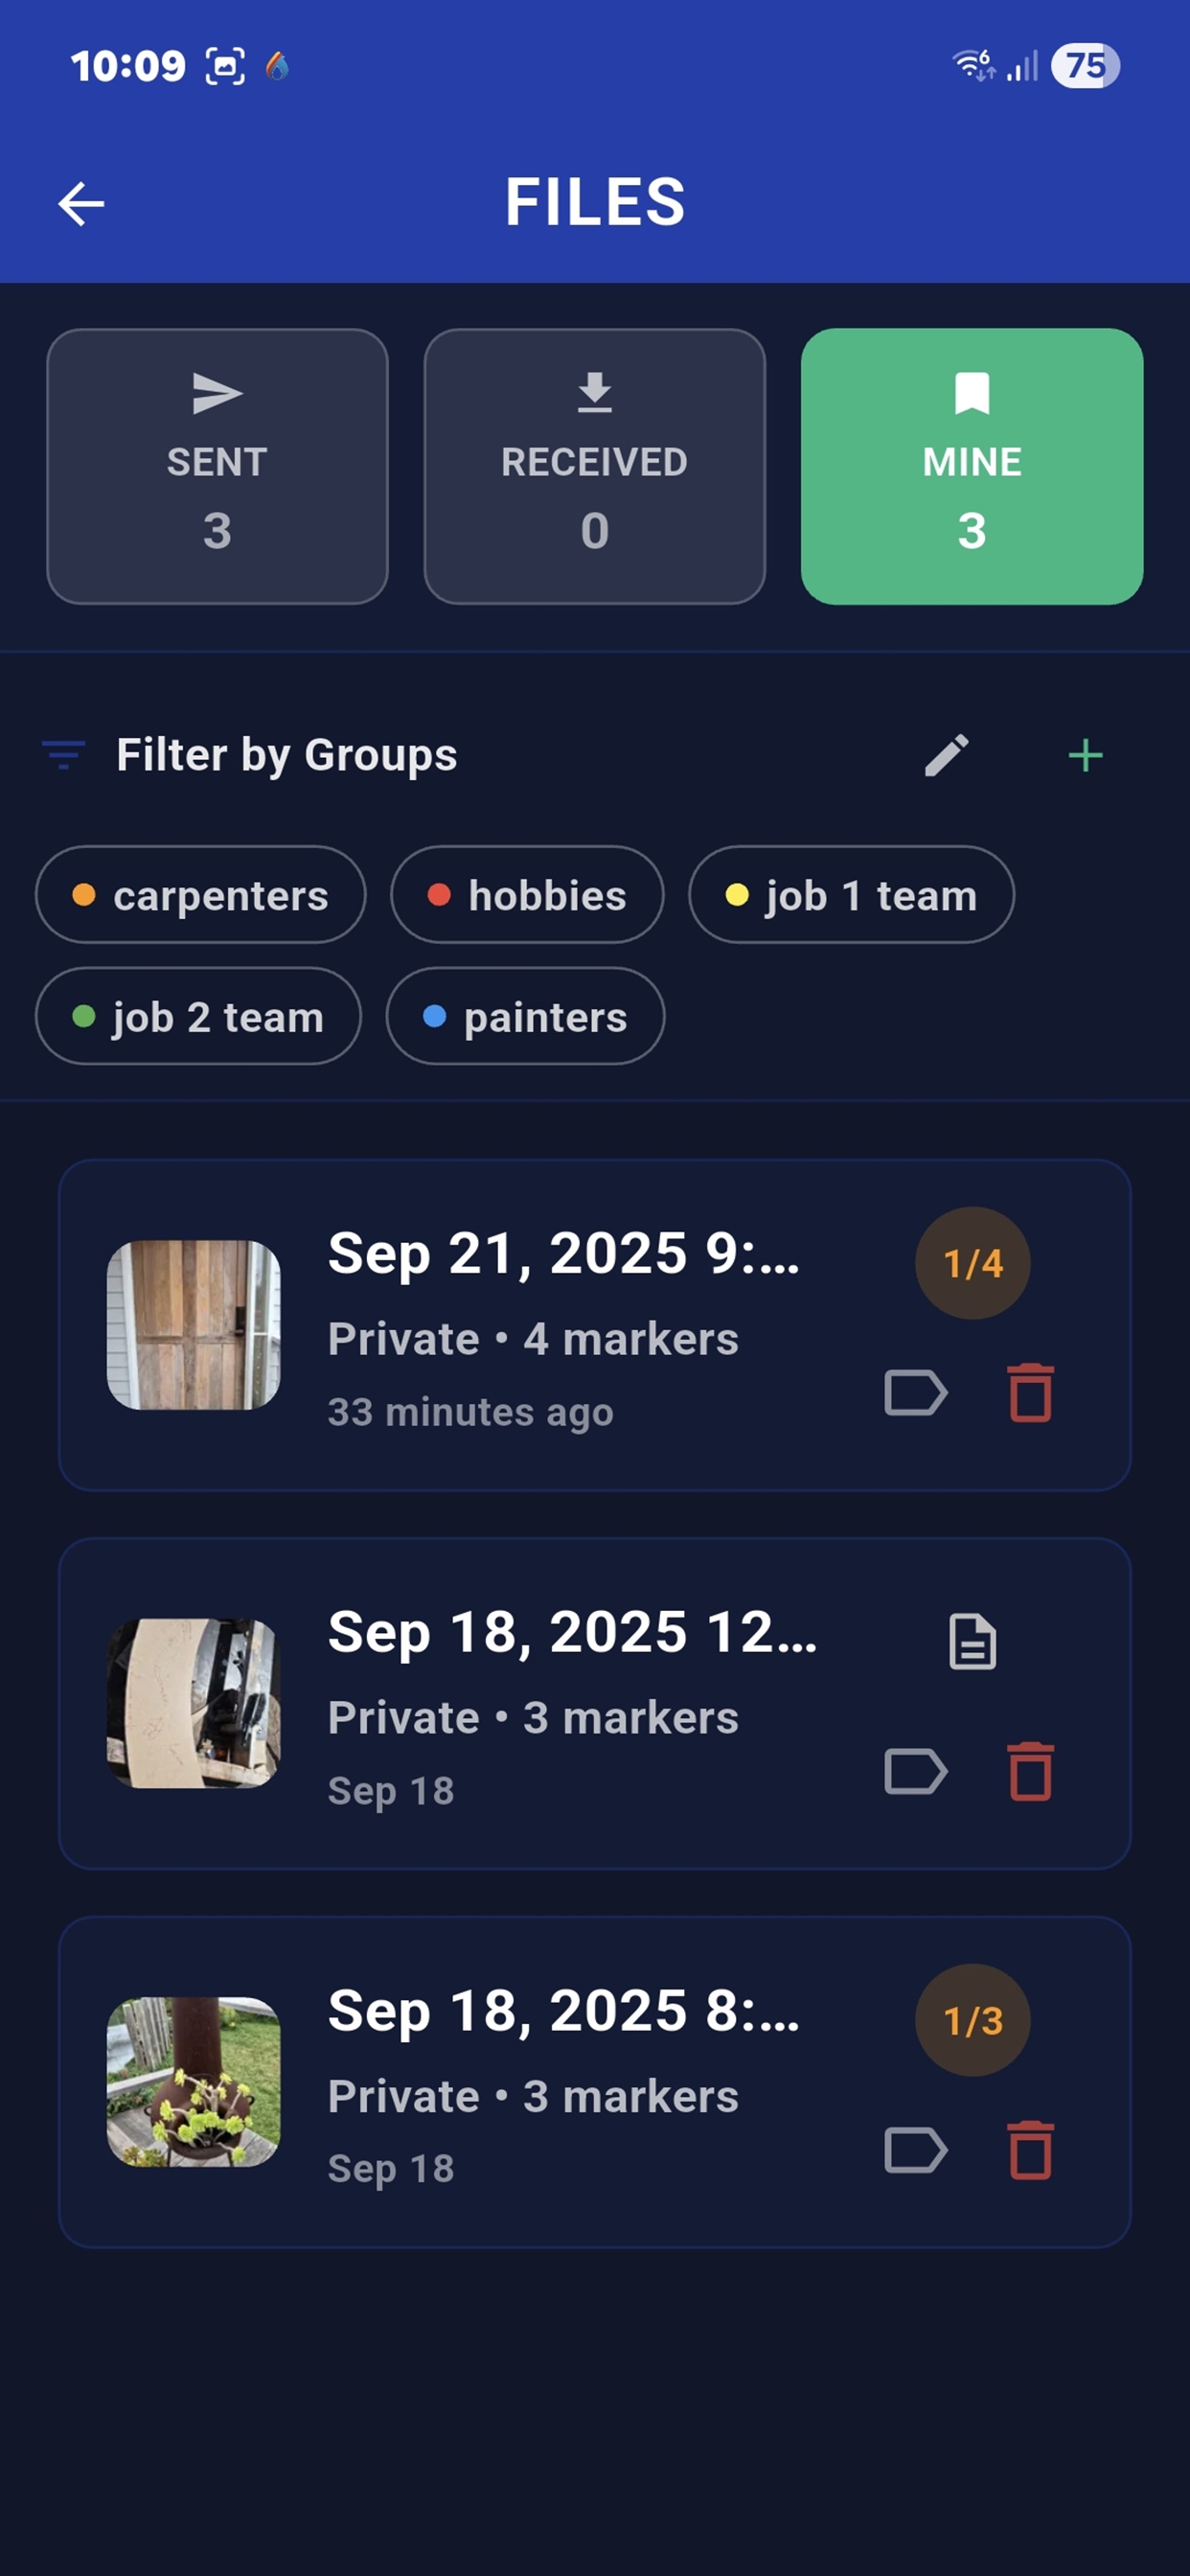 10:09 6 75
FILES
SENT RECEIVED MINE
3 0 3
Filter by Groups
carpenters hobbies job 1 team
job 2 team painters
Sep 21, 2025 9:...
1/4
Private • 4 markers
33 minutes ago
Sep 18, 2025 12...
Private • 3 markers
Sep 18
Sep 18, 2025 8:...
1/3
Private • 3 markers
Sep 18